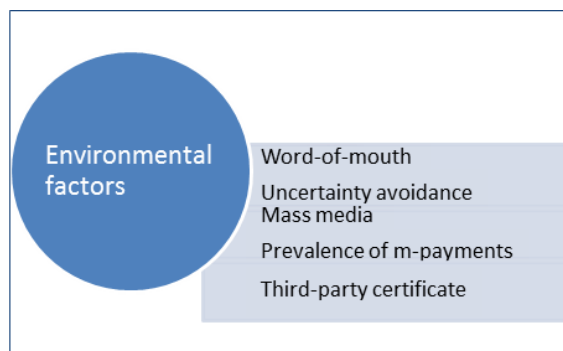 Environmental
factors
Word-of-mouth
Uncertainty avoidance
Mass media
Prevalence of m-payments
Third-party certificate